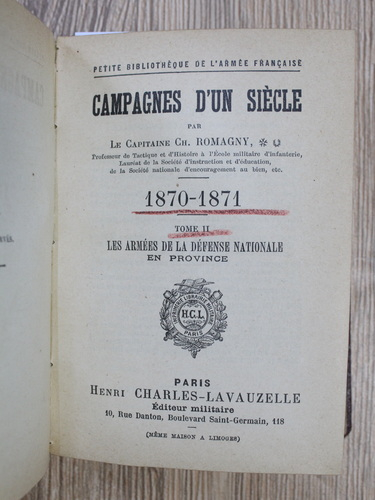 PETITE BIBLIOTHÈQUE DE L'ARMÉE FRANÇAISE
CAMPAGNES D'UN SIÈCLE
PAR
LE CAPITAINE CH. ROMAGNY,
Professeur de Tactique et d'Histoire à l'École militaire d'infanterie,
Lauréat de la Société d'instruction et d'éducation,
de la Société nationale d'encouragement au bien, etc.
1870-1871
TOME II
LES ARMÉES DE LA DÉFENSE NATIONALE
EN PROVINCE
H.C.L.
PARIS
PARIS
HENRI CHARLES-LAVAUZELLE
Éditeur militaire
10, Rue Danton, Boulevard Saint-Germain, 118
(MÊME MAISON A LIMOGES)